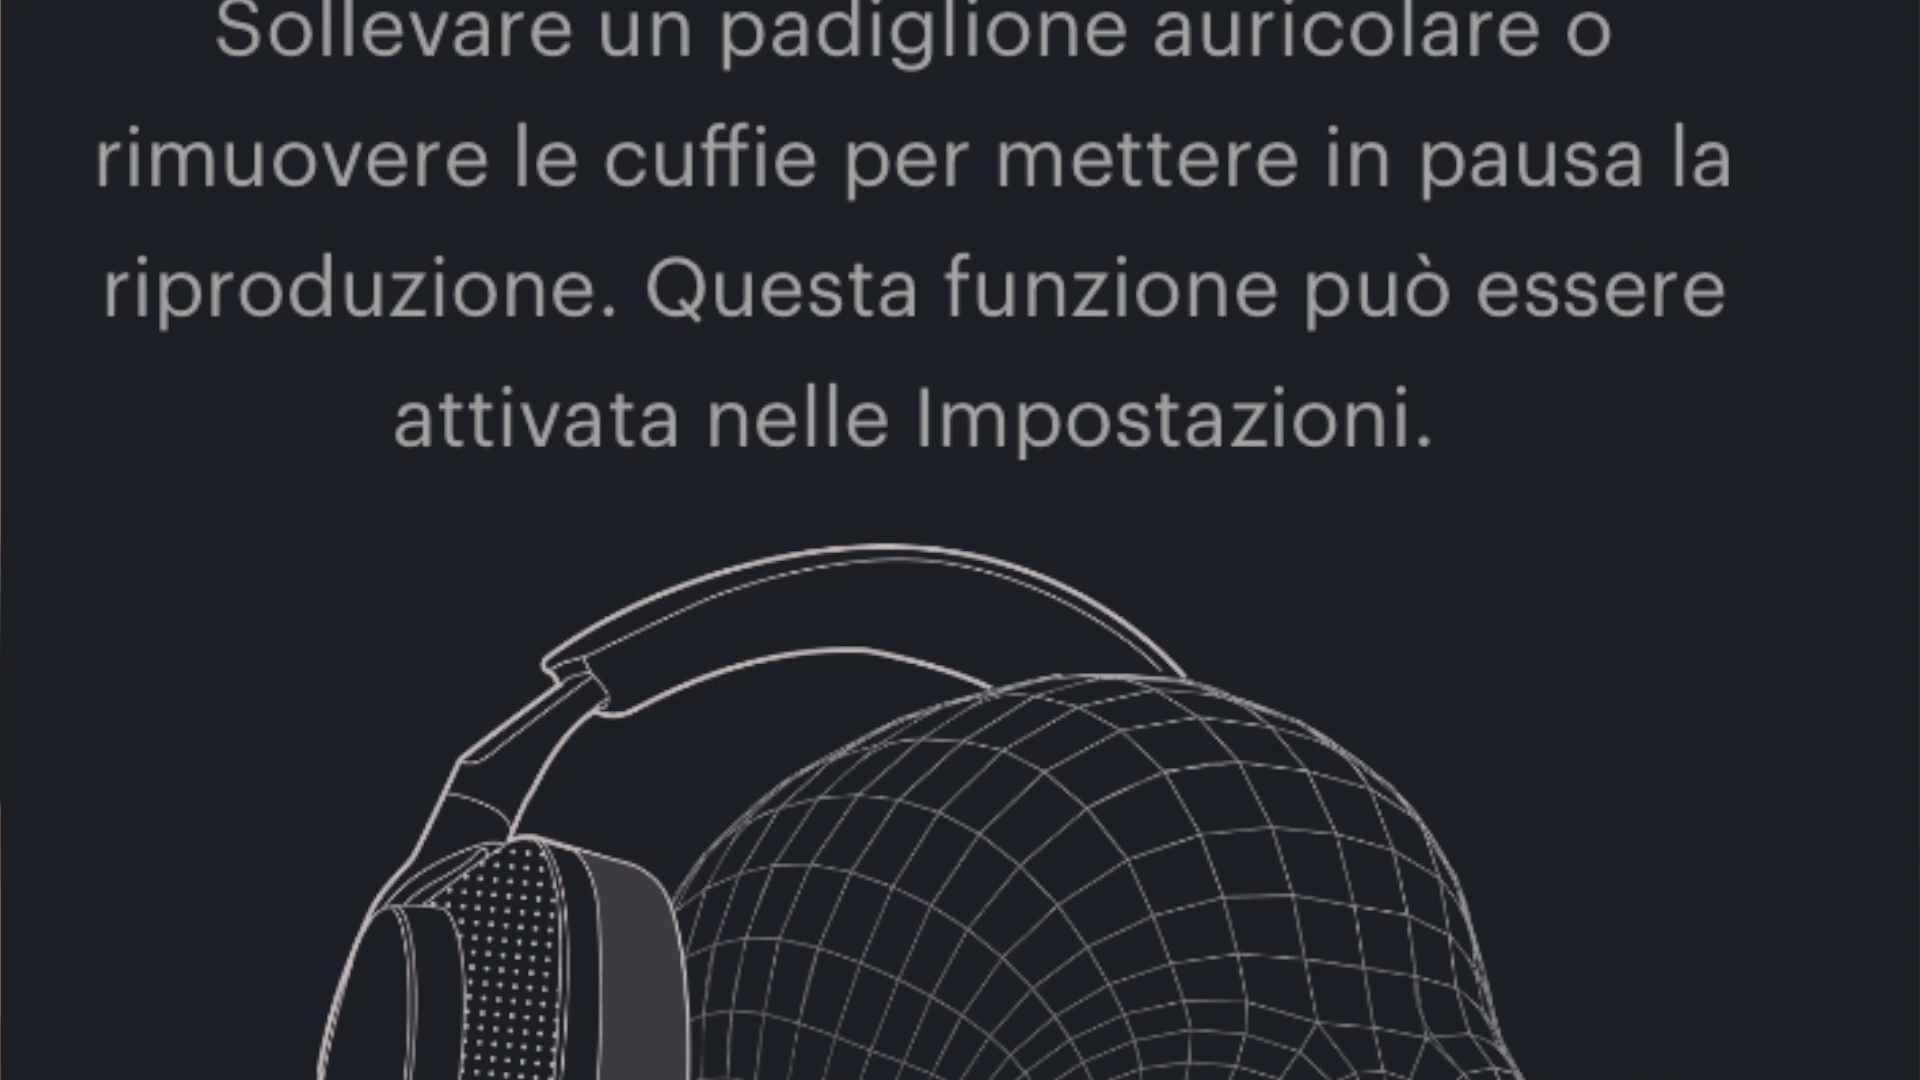 Sollevare un padiglione auricolare o
rimuovere le cuffie per mettere in pausa la
riproduzione. Questa funzione può essere
attivata nelle Impostazioni.